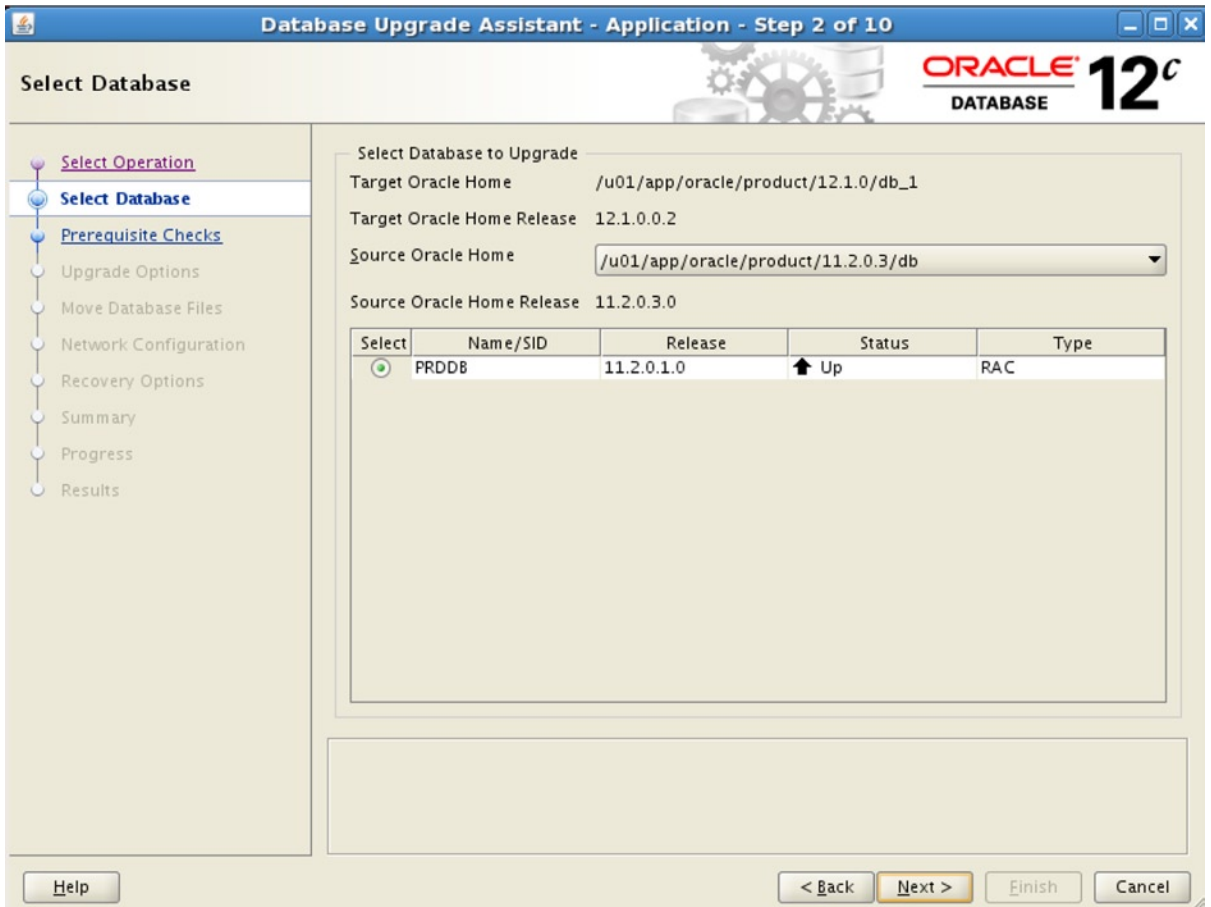 Database Upgrade Assistant - Application - Step 2 of 10
Select Database
ORACLE
DATABASE
12c
Select Operation
Select Database
Prerequisite Checks
Upgrade Options
Move Database Files
Network Configuration
Recovery Options
Summary
Progress
Results
Select Database to Upgrade
Target Oracle Home /u01/app/oracle/product/12.1.0/db_1
Target Oracle Home Release 12.1.0.0.2
Source Oracle Home /u01/app/oracle/product/11.2.0.3/db
Source Oracle Home Release 11.2.0.3.0
Select Name/SID Release Status Type
PRDDB 11.2.0.1.0 Up RAC
Help < Back Next > Finish Cancel